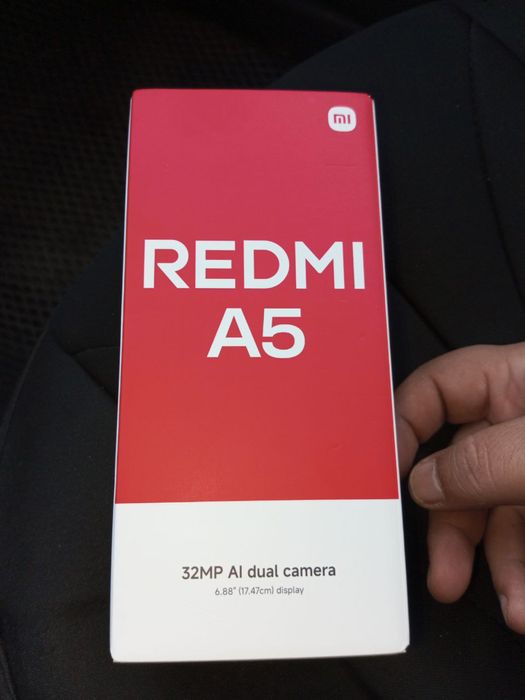 mi
REDMI
A5
32MP AI dual camera
6.88" (17.47cm) display